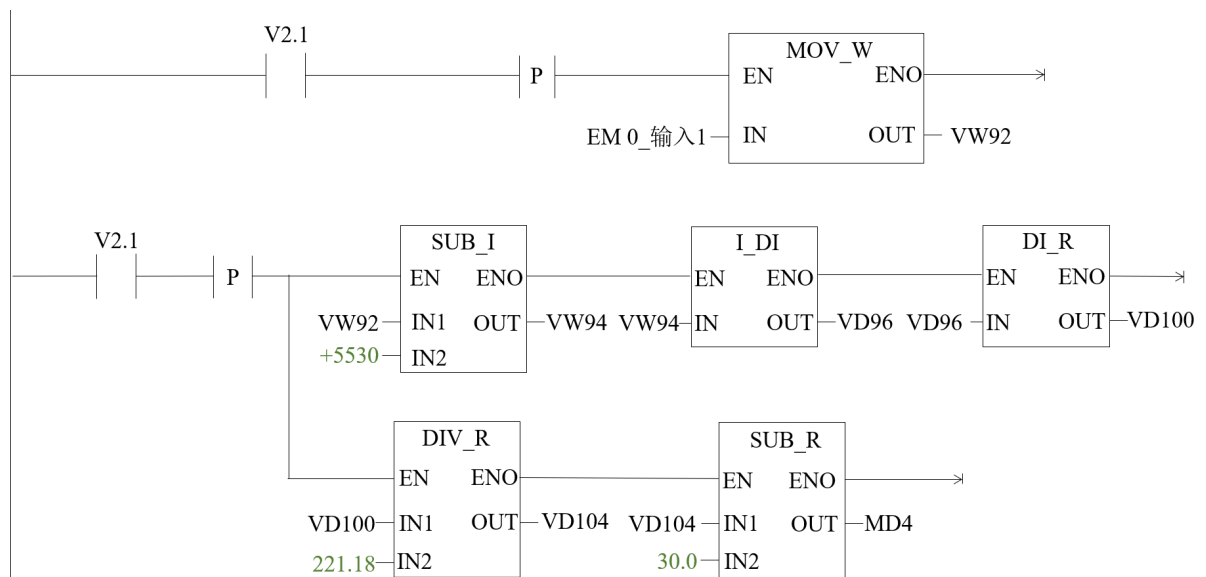 V2.1
P
MOV_W
EN ENO
EM 0_输入1 IN OUT VW92
V2.1
P
SUB_I
EN ENO
VW92 IN1 OUT VW94
+5530 IN2
I_DI
EN ENO
VW94 IN OUT VD96
DI_R
EN ENO
VD96 IN OUT VD100
DIV_R
EN ENO
VD100 IN1 OUT VD104
221.18 IN2
SUB_R
EN ENO
VD104 IN1 OUT MD4
30.0 IN2